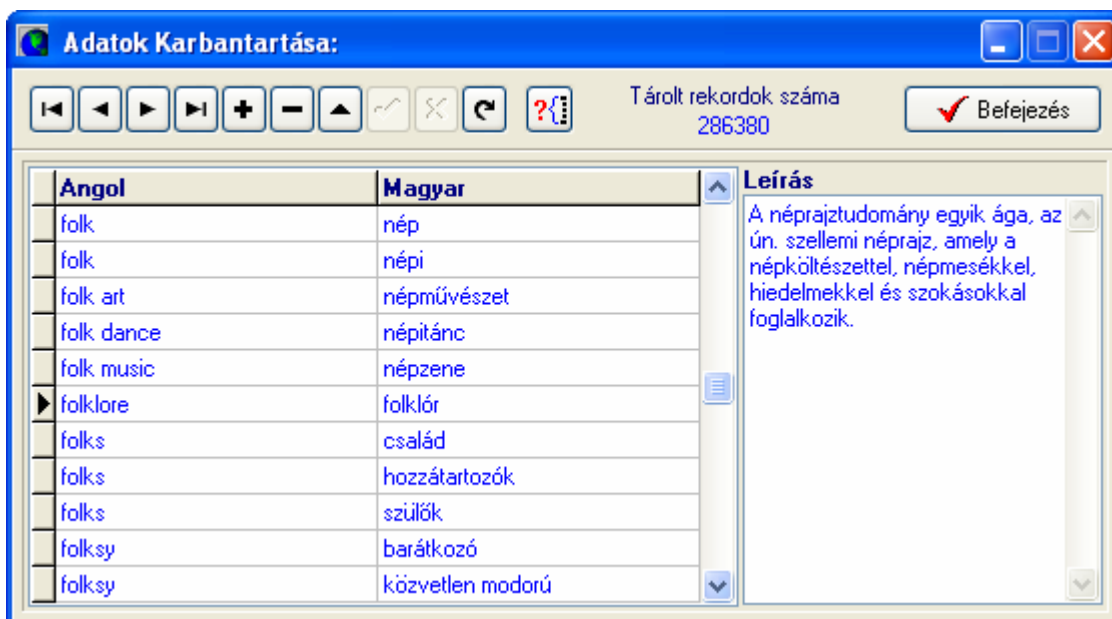 Adatok Karbantartása:
?{
Tárolt rekordok száma
286380
Befejezés
Angol Magyar
folk nép
folk népi
folk art népművészet
folk dance népitánc
folk music népzene
folklore folklór
folks család
folks hozzátartozók
folks szülők
folksy barátkozó
folksy közvetlen modorú
Leírás
A néprajztudomány egyik ága, az
ún. szellemi néprajz, amely a
népköltészettel, népmesékkel,
hiedelmekkel és szokásokkal
foglalkozik.